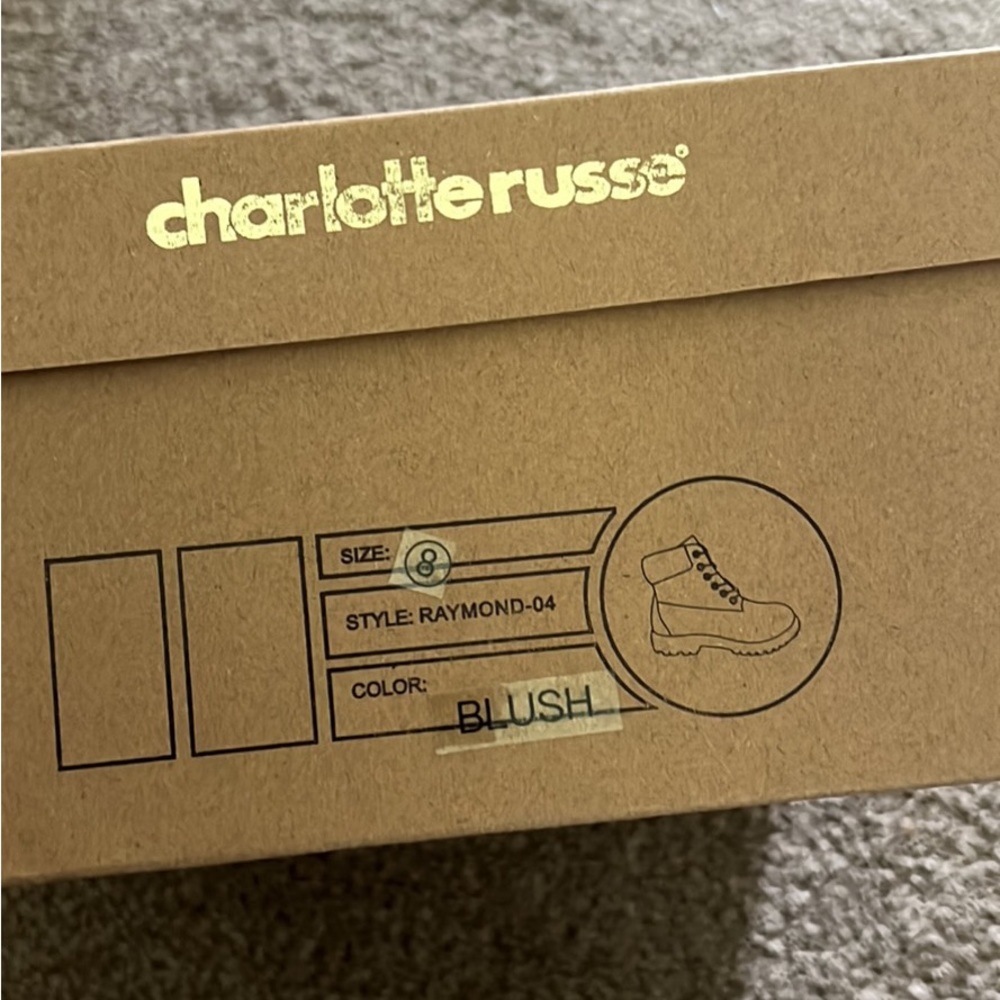 charlotte russe®
SIZE: 8
STYLE: RAYMOND-04
COLOR: BLUSH